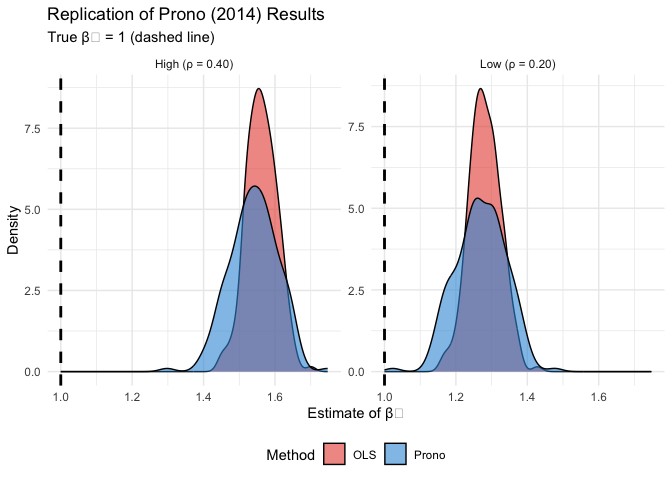 Replication of Prono (2014) Results
True β□ = 1 (dashed line)
High (ρ = 0.40)
Low (ρ = 0.20)
Density
7.5
5.0
2.5
0.0
7.5
5.0
2.5
0.0
1.0 1.2 1.4 1.6
1.0 1.2 1.4 1.6
Estimate of β□
Method OLS Prono